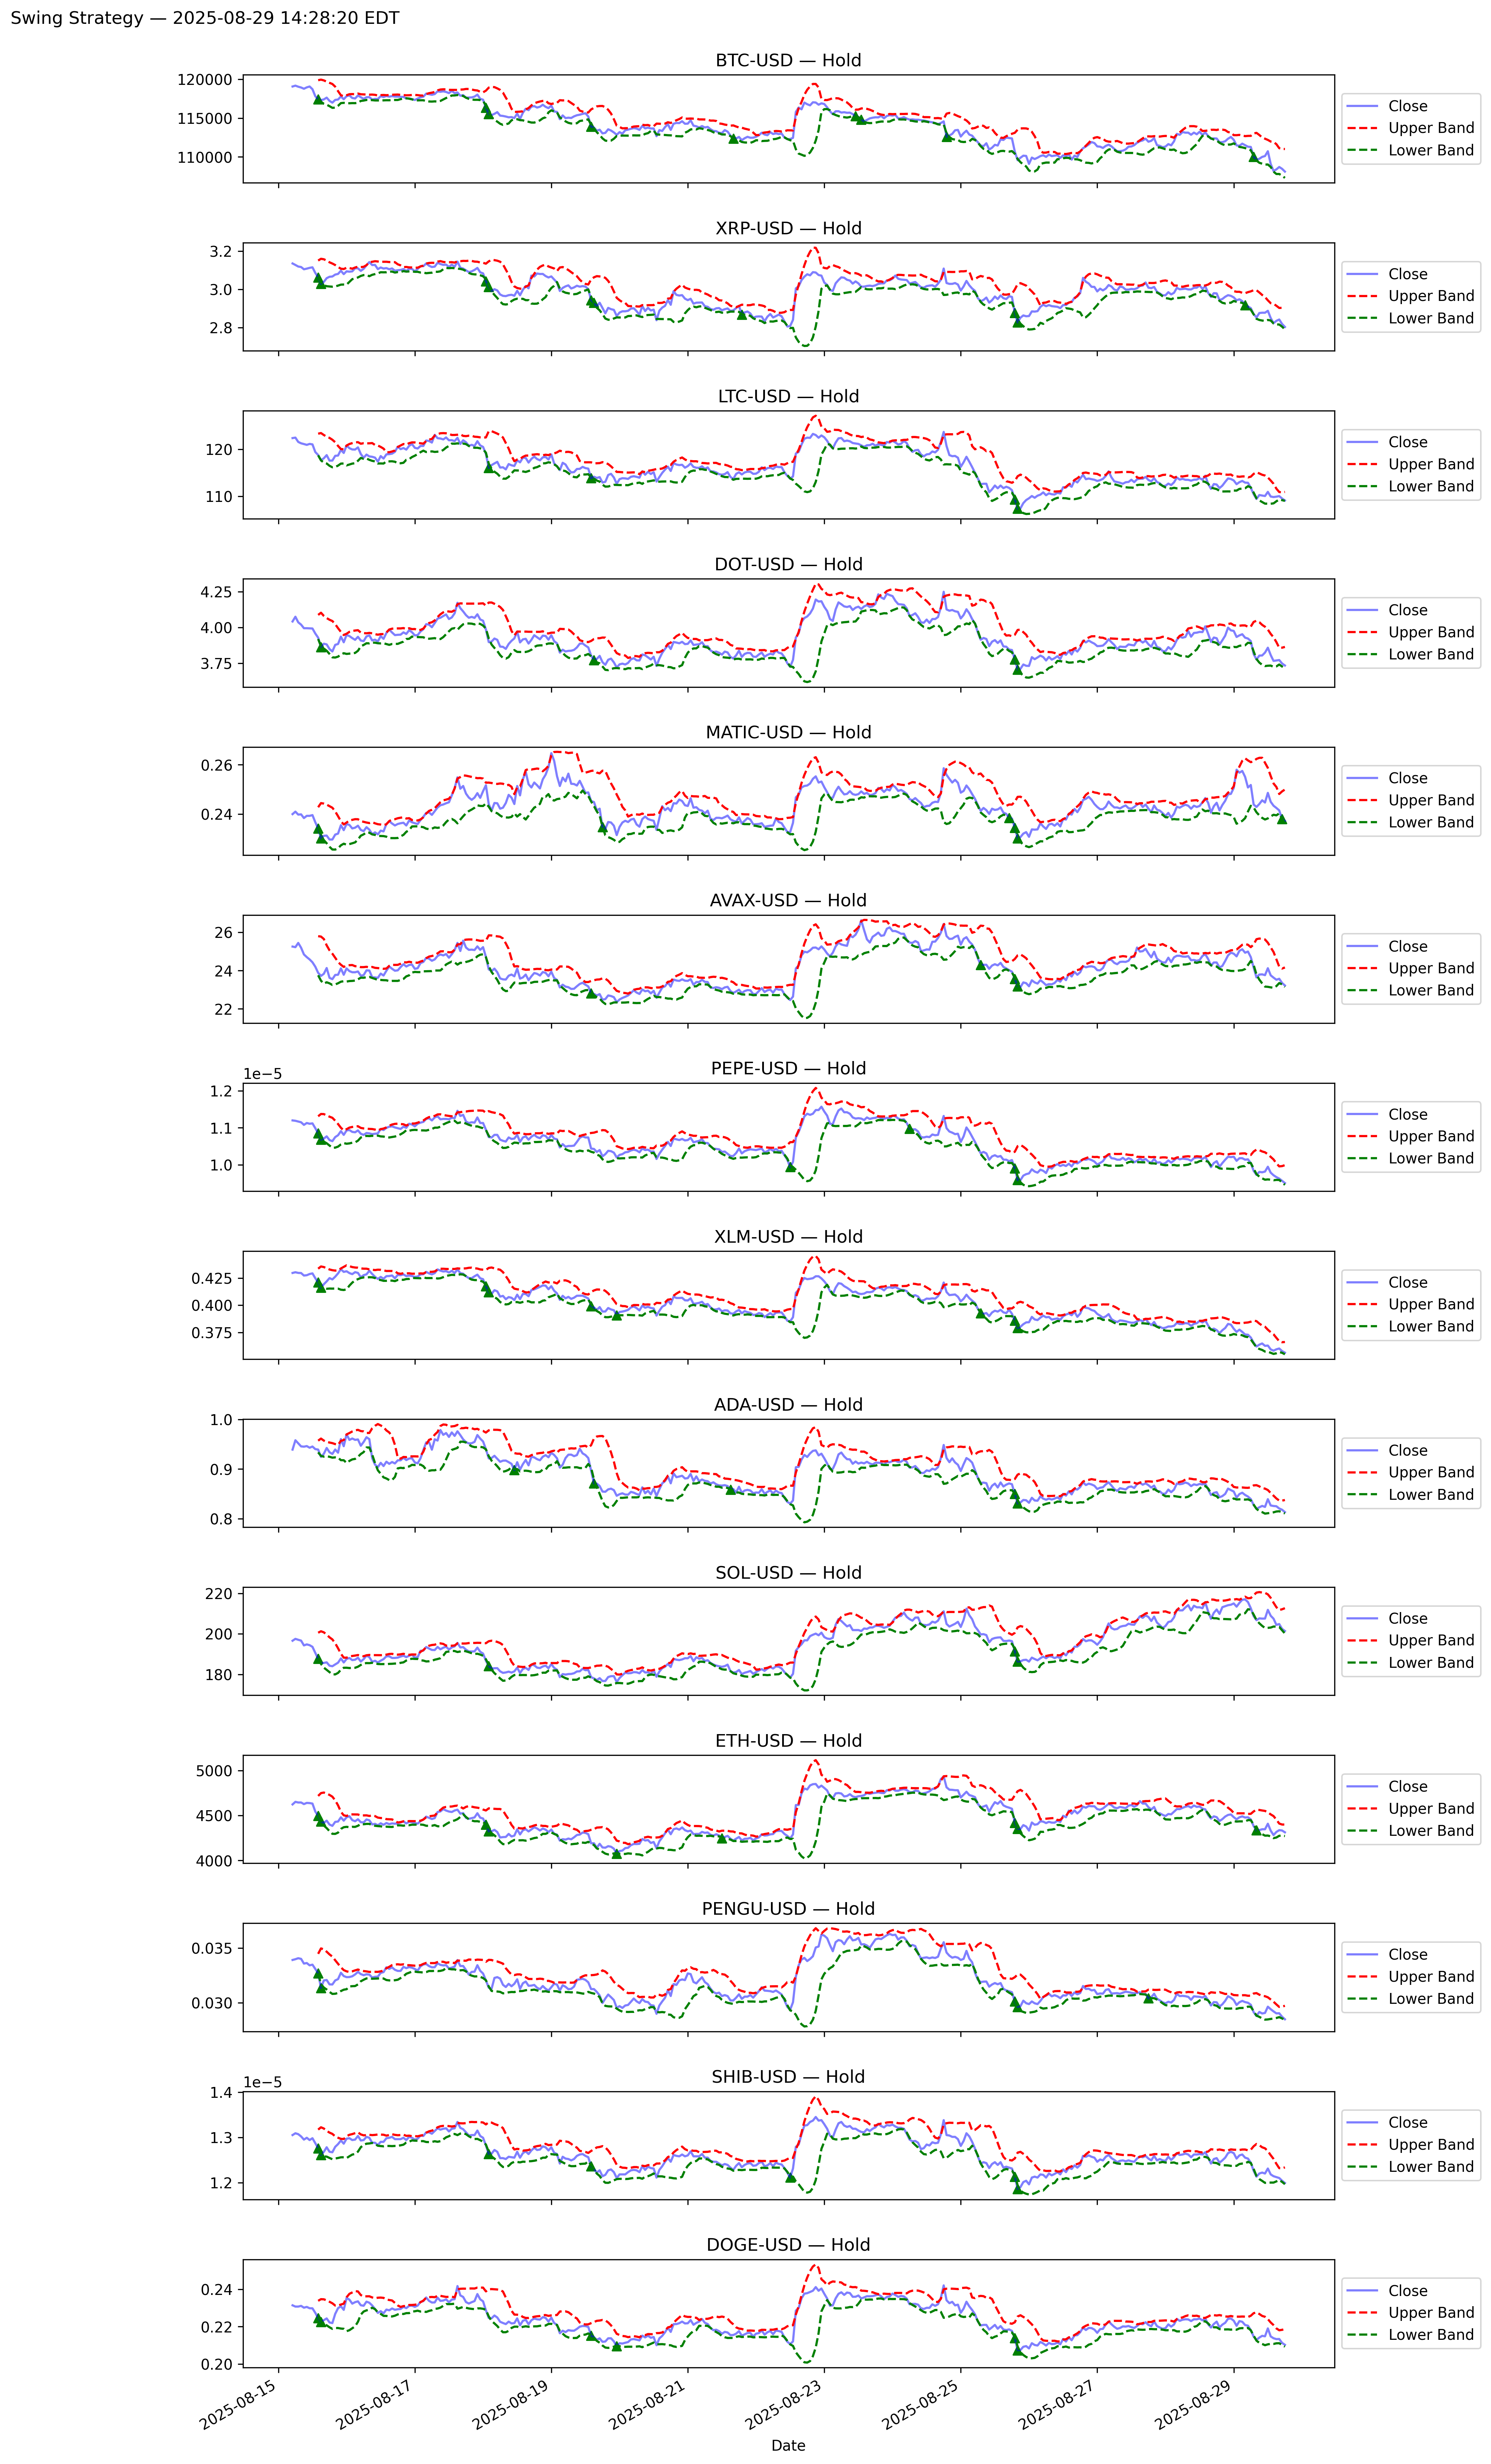 Swing Strategy — 2025-08-29 14:28:20 EDT
BTC-USD — Hold
120000
115000
110000
Close
Upper Band
Lower Band
XRP-USD — Hold
3.2
3.0
2.8
Close
Upper Band
Lower Band
LTC-USD — Hold
120
110
Close
Upper Band
Lower Band
DOT-USD — Hold
4.25
4.00
3.75
Close
Upper Band
Lower Band
MATIC-USD — Hold
0.26
0.24
Close
Upper Band
Lower Band
AVAX-USD — Hold
26
24
22
Close
Upper Band
Lower Band
PEPE-USD — Hold
1e−5
1.2
1.1
1.0
Close
Upper Band
Lower Band
XLM-USD — Hold
0.425
0.400
0.375
Close
Upper Band
Lower Band
ADA-USD — Hold
1.0
0.9
0.8
Close
Upper Band
Lower Band
SOL-USD — Hold
220
200
180
Close
Upper Band
Lower Band
ETH-USD — Hold
5000
4500
4000
Close
Upper Band
Lower Band
PENGU-USD — Hold
0.035
0.030
Close
Upper Band
Lower Band
SHIB-USD — Hold
1e−5
1.4
1.3
1.2
Close
Upper Band
Lower Band
DOGE-USD — Hold
0.24
0.22
0.20
Close
Upper Band
Lower Band
2025-08-15
2025-08-17
2025-08-19
2025-08-21
2025-08-23
2025-08-25
2025-08-27
2025-08-29
Date